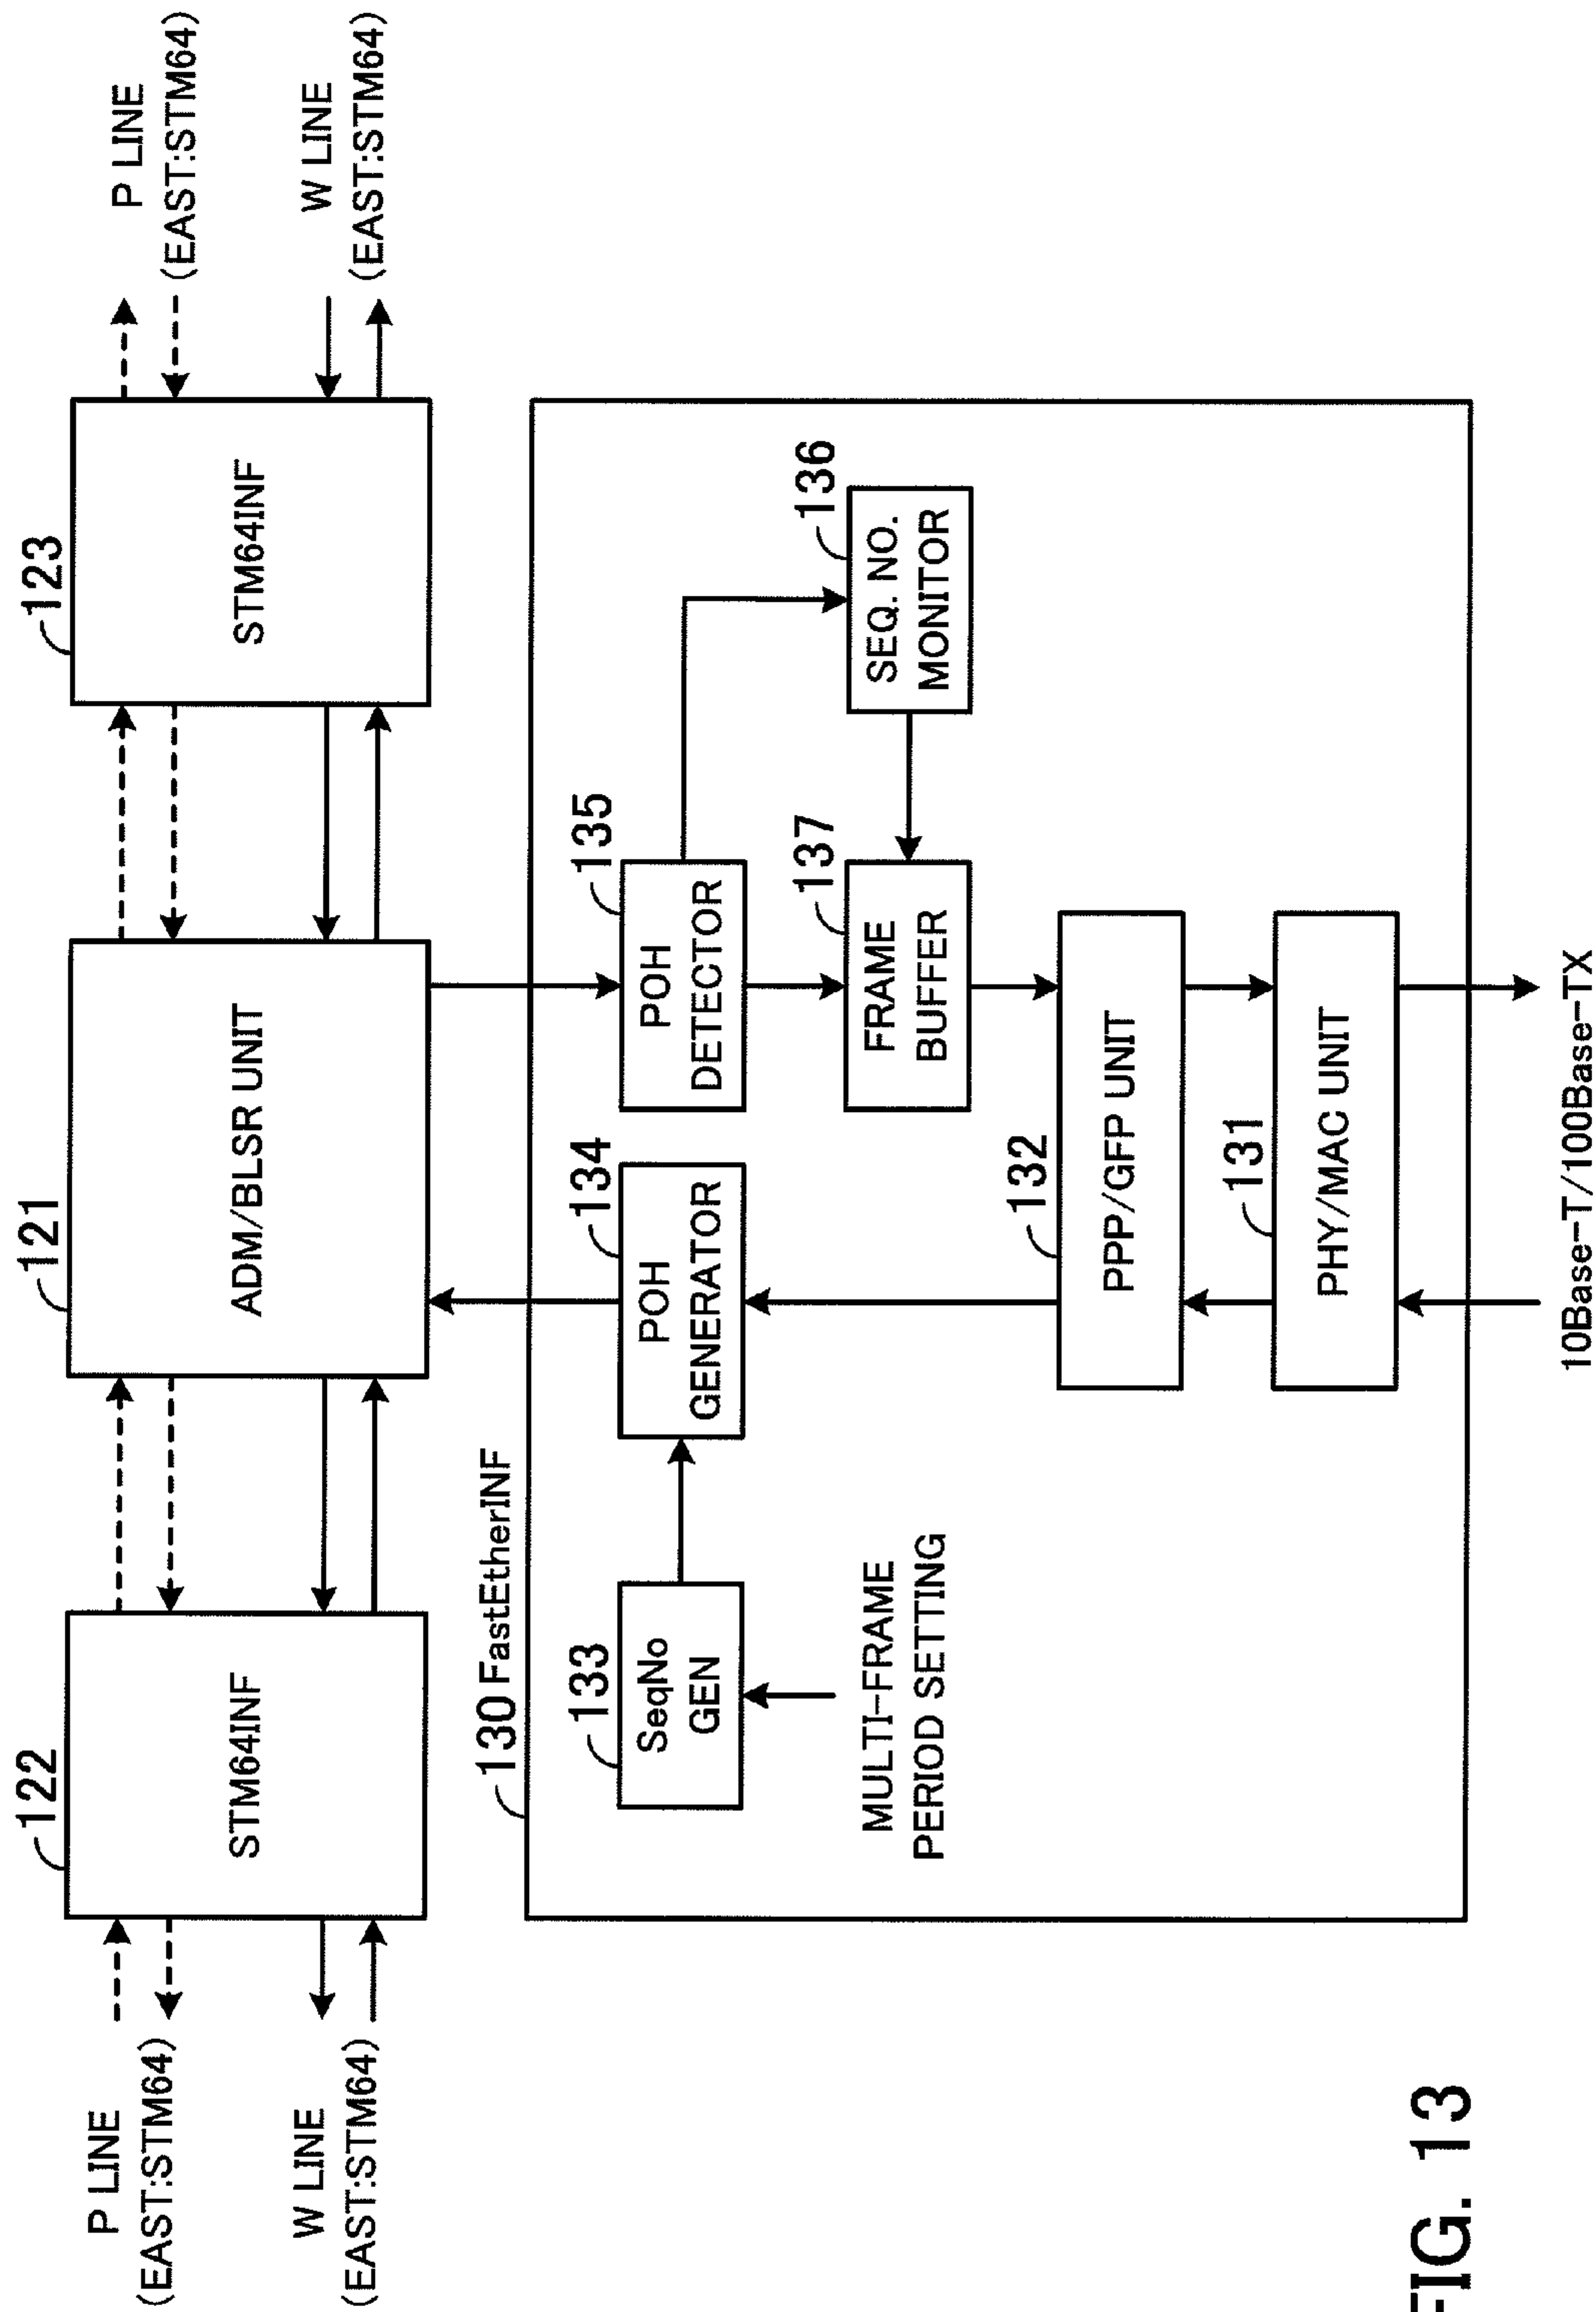 P LINE
(EAST:STM64)
W LINE
(EAST:STM64)
122
STM64INF
121
ADM/BLSR UNIT
123
STM64INF
P LINE
(EAST:STM64)
W LINE
(EAST:STM64)
130 FastEtherINF
133
SeqNo
GEN
MULTI-FRAME
PERIOD SETTING
134
POH
GENERATOR
135
POH
DETECTOR
136
SEQ. NO.
MONITOR
137
FRAME
BUFFER
132
PPP/GFP UNIT
131
PHY/MAC UNIT
10Base-T/100Base-TX
FIG. 13